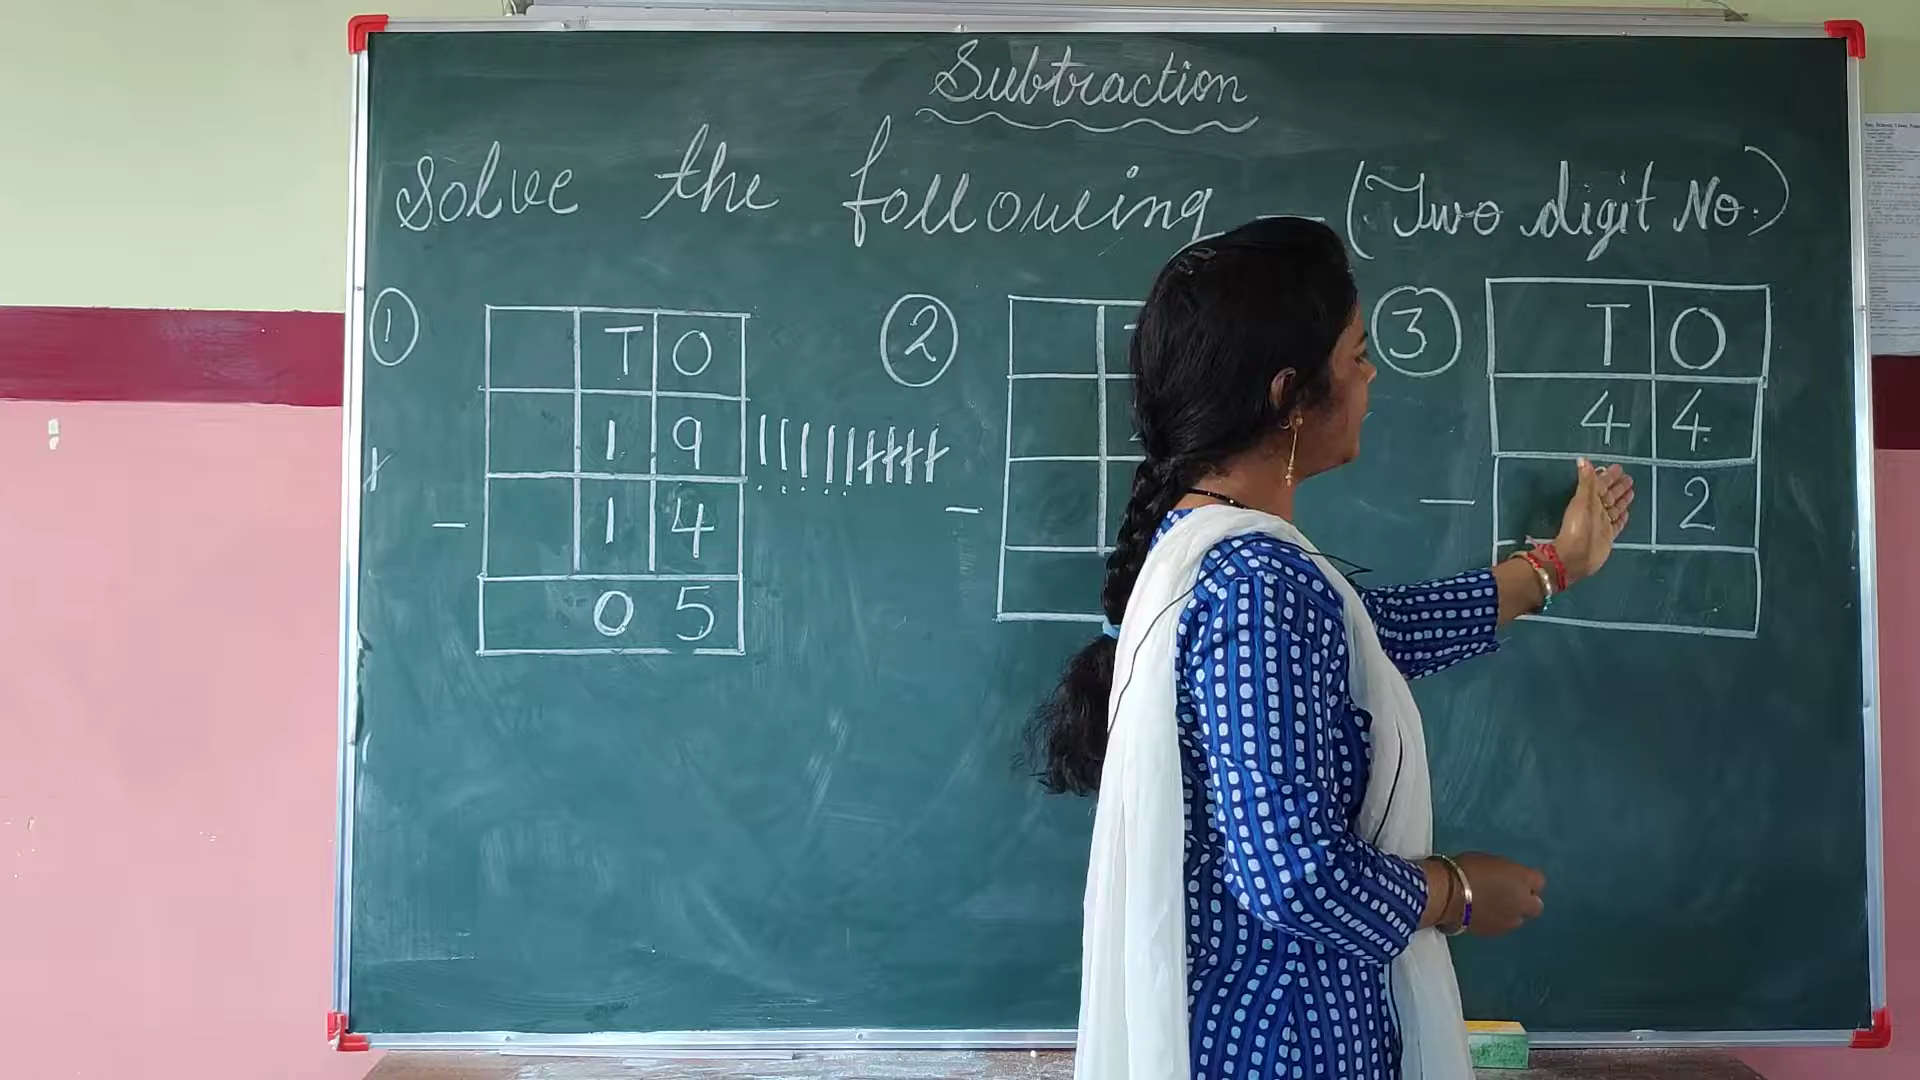 Subtraction
Solve the following — (Two digit No.)
① ② ③
T O
1 9
− 1 4
0 5
−
T O
4 4
− 2